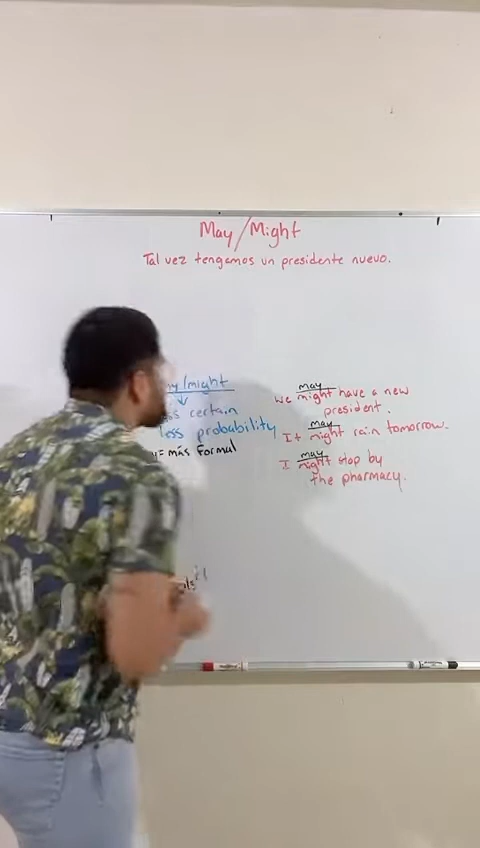 May/Might
Tal vez tengamos un presidente nuevo.
/might
certain
less probability
= más formal
may
We might have a new
president.
may
It might rain tomorrow.
may
I might stop by
the pharmacy.